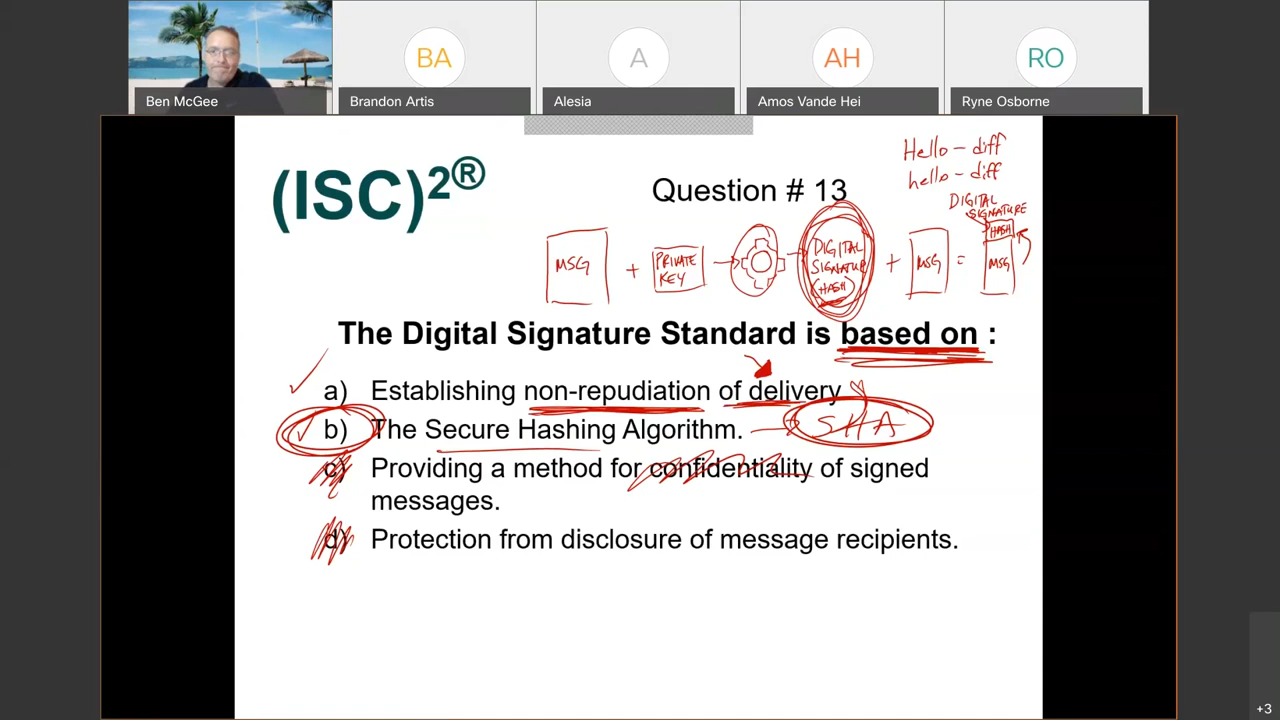 BA
A
AH
RO
Ben McGee
Brandon Artis
Alesia
Amos Vande Hei
Ryne Osborne
(ISC)²®
Question # 13
Hello - diff
hello - diff
DIGITAL
SIGNATURE
HASH
MSG
+
PRIVATE
KEY
DIGITAL
SIGNATUR
HASH
+
MSG
=
MSG
The Digital Signature Standard is based on :
a) Establishing non-repudiation of delivery
b) The Secure Hashing Algorithm.
SHA
c) Providing a method for confidentiality of signed
messages.
d) Protection from disclosure of message recipients.
+3